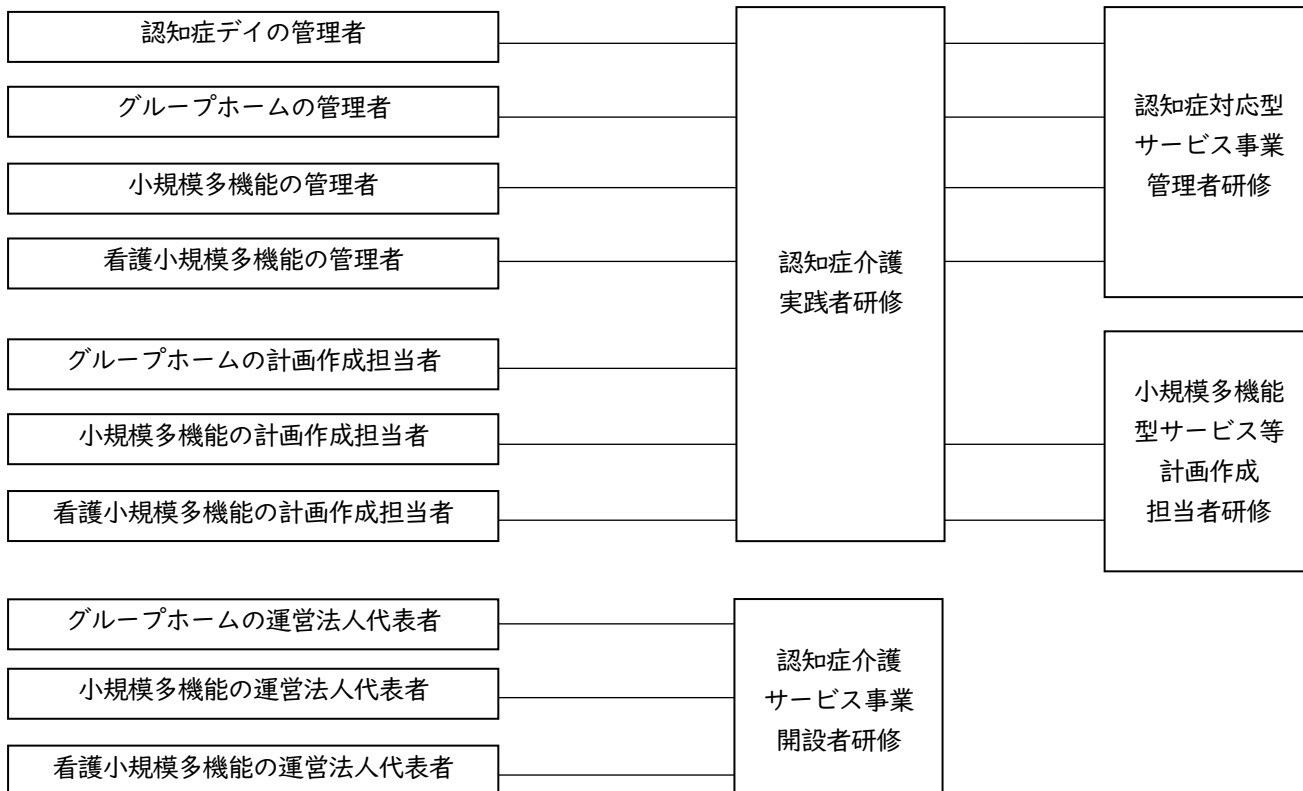 認知症デイの管理者
グループホームの管理者
小規模多機能の管理者
看護小規模多機能の管理者
グループホームの計画作成担当者
小規模多機能の計画作成担当者
看護小規模多機能の計画作成担当者
認知症介護
実践者研修
認知症対応型
サービス事業
管理者研修
小規模多機能
型サービス等
計画作成
担当者研修
グループホームの運営法人代表者
小規模多機能の運営法人代表者
看護小規模多機能の運営法人代表者
認知症介護
サービス事業
開設者研修